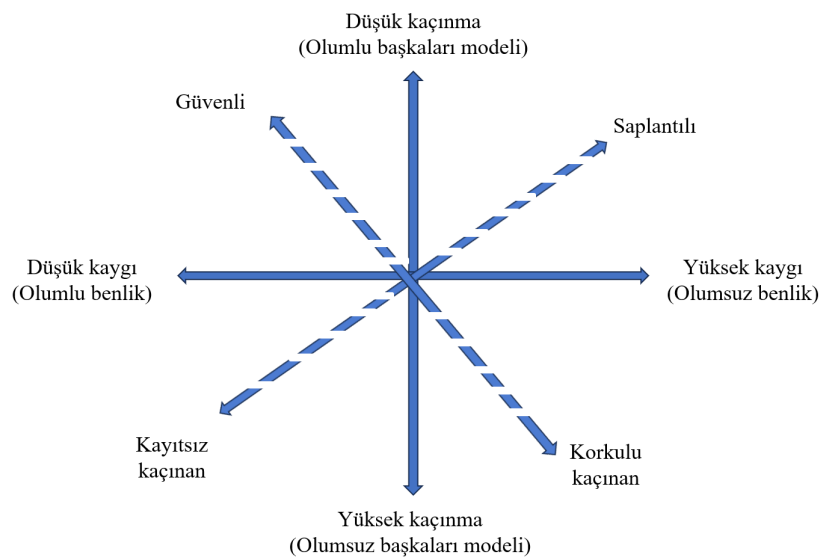 Düşük kaçınma
(Olumlu başkaları modeli)
Güvenli
Saplantılı
Düşük kaygı
(Olumlu benlik)
Yüksek kaygı
(Olumsuz benlik)
Kayıtsız
kaçınan
Korkulu
kaçınan
Yüksek kaçınma
(Olumsuz başkaları modeli)